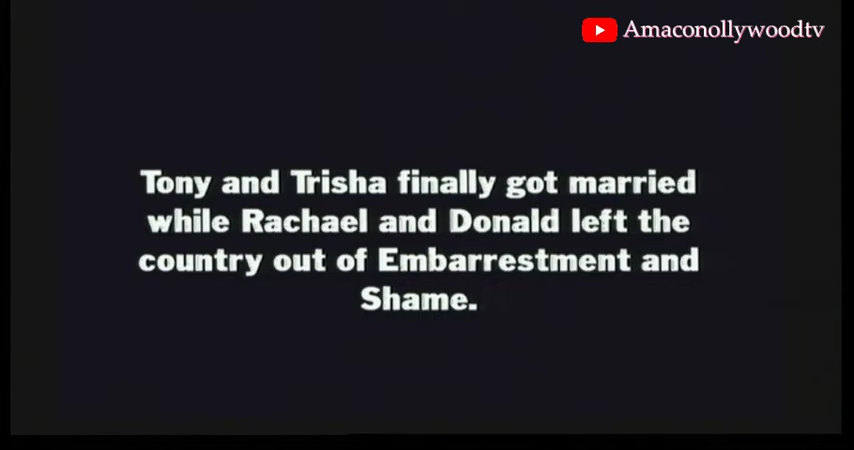 Amaconollywoodtv
Tony and Trisha finally got married
while Rachael and Donald left the
country out of Embarrestment and
Shame.